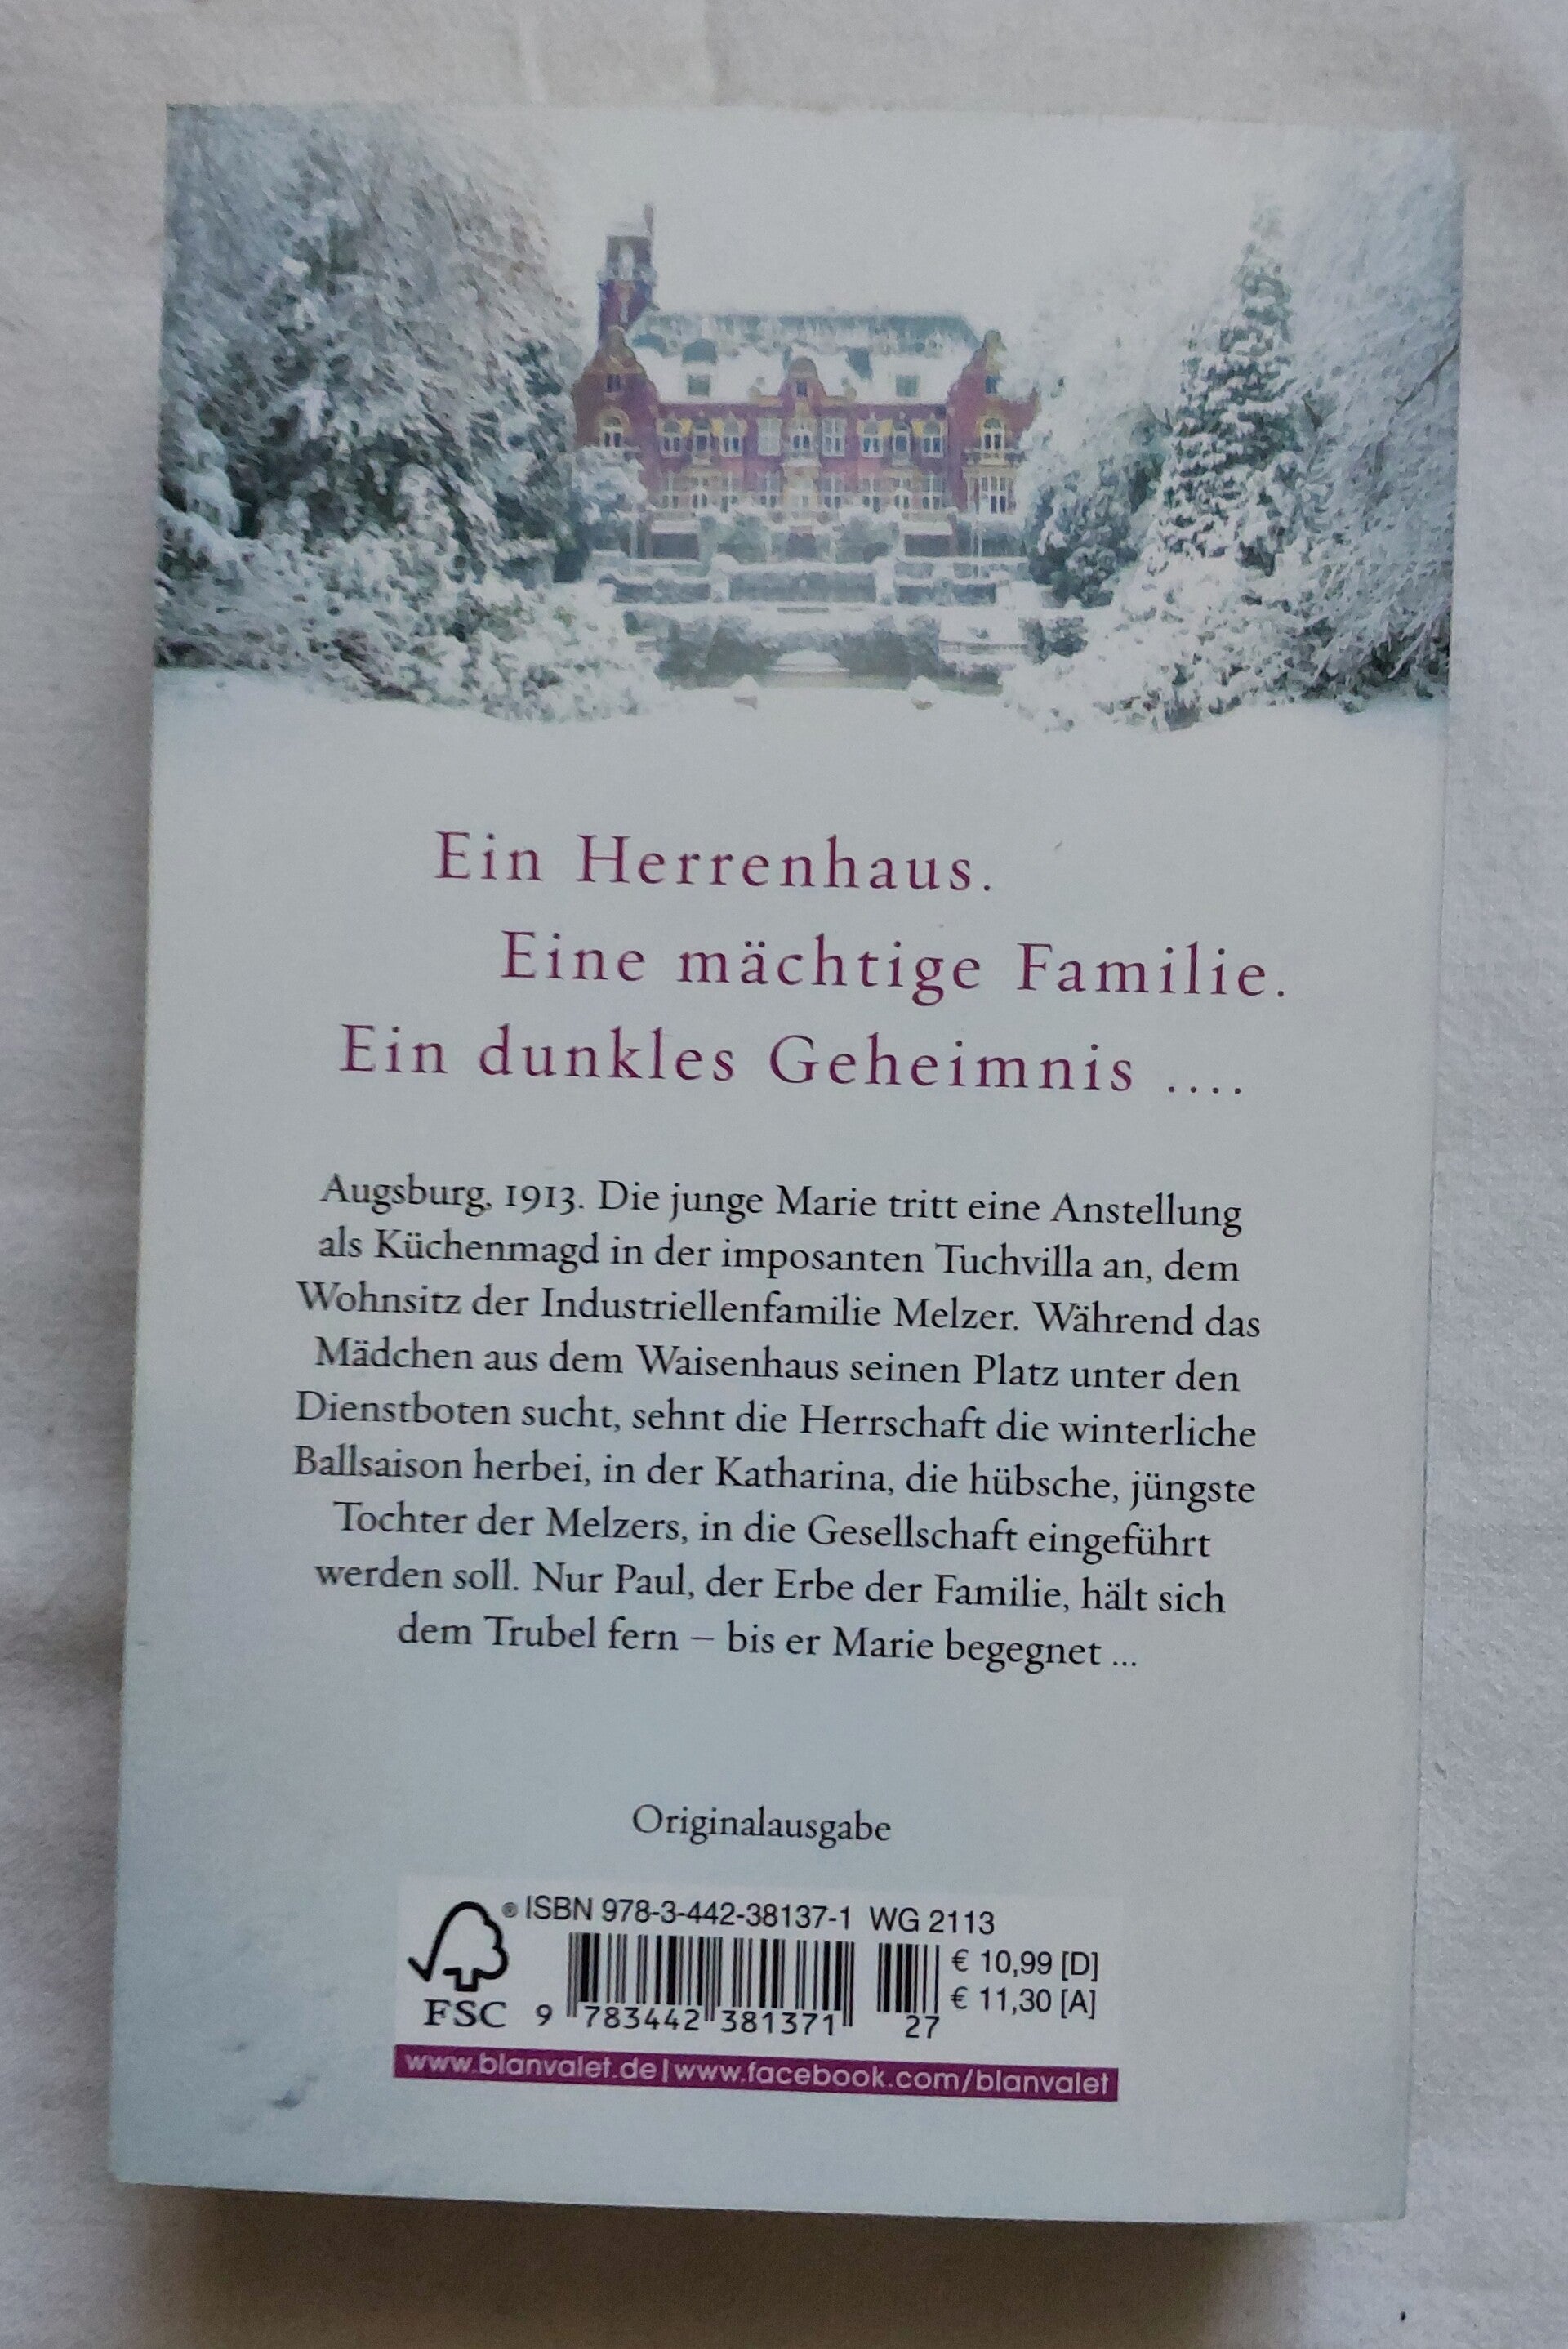 Ein Herrenhaus.
Eine mächtige Familie.
Ein dunkles Geheimnis ....
Augsburg, 1913. Die junge Marie tritt eine Anstellung
als Küchenmagd in der imposanten Tuchvilla an, dem
Wohnsitz der Industriellenfamilie Melzer. Während das
Mädchen aus dem Waisenhaus seinen Platz unter den
Dienstboten sucht, sehnt die Herrschaft die winterliche
Ballsaison herbei, in der Katharina, die hübsche, jüngste
Tochter der Melzers, in die Gesellschaft eingeführt
werden soll. Nur Paul, der Erbe der Familie, hält sich
dem Trubel fern – bis er Marie begegnet ...
Originalausgabe
® ISBN 978-3-442-38137-1 WG 2113
€ 10,99 [D]
€ 11,30 [A]
FSC 9 783442 381371 27
www.blanvalet.de|www.facebook.com/blanvalet